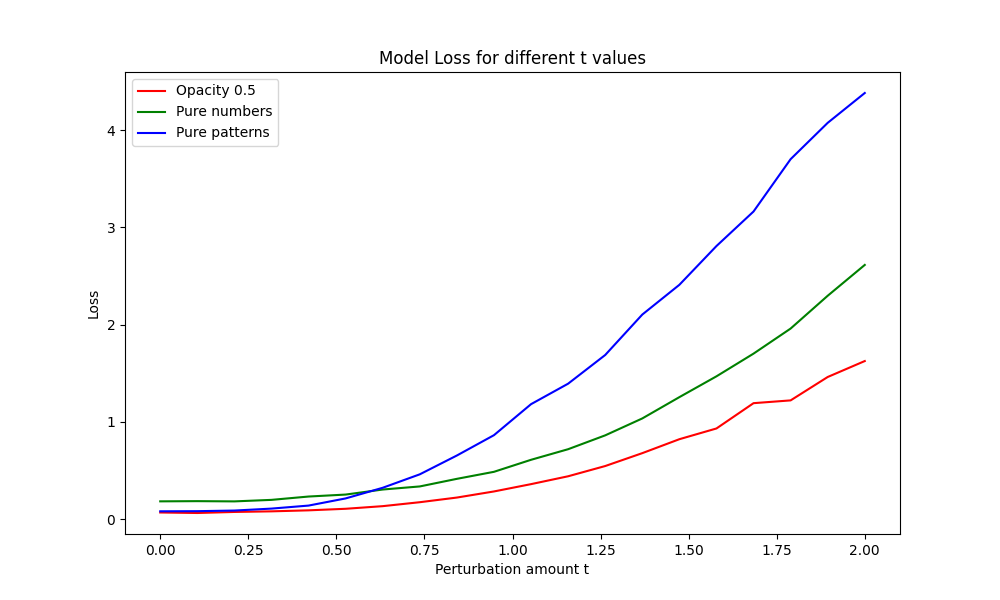 Model Loss for different t values
Opacity 0.5
Pure numbers
Pure patterns
Loss
4
3
2
1
0
0.00 0.25 0.50 0.75 1.00 1.25 1.50 1.75 2.00
Perturbation amount t